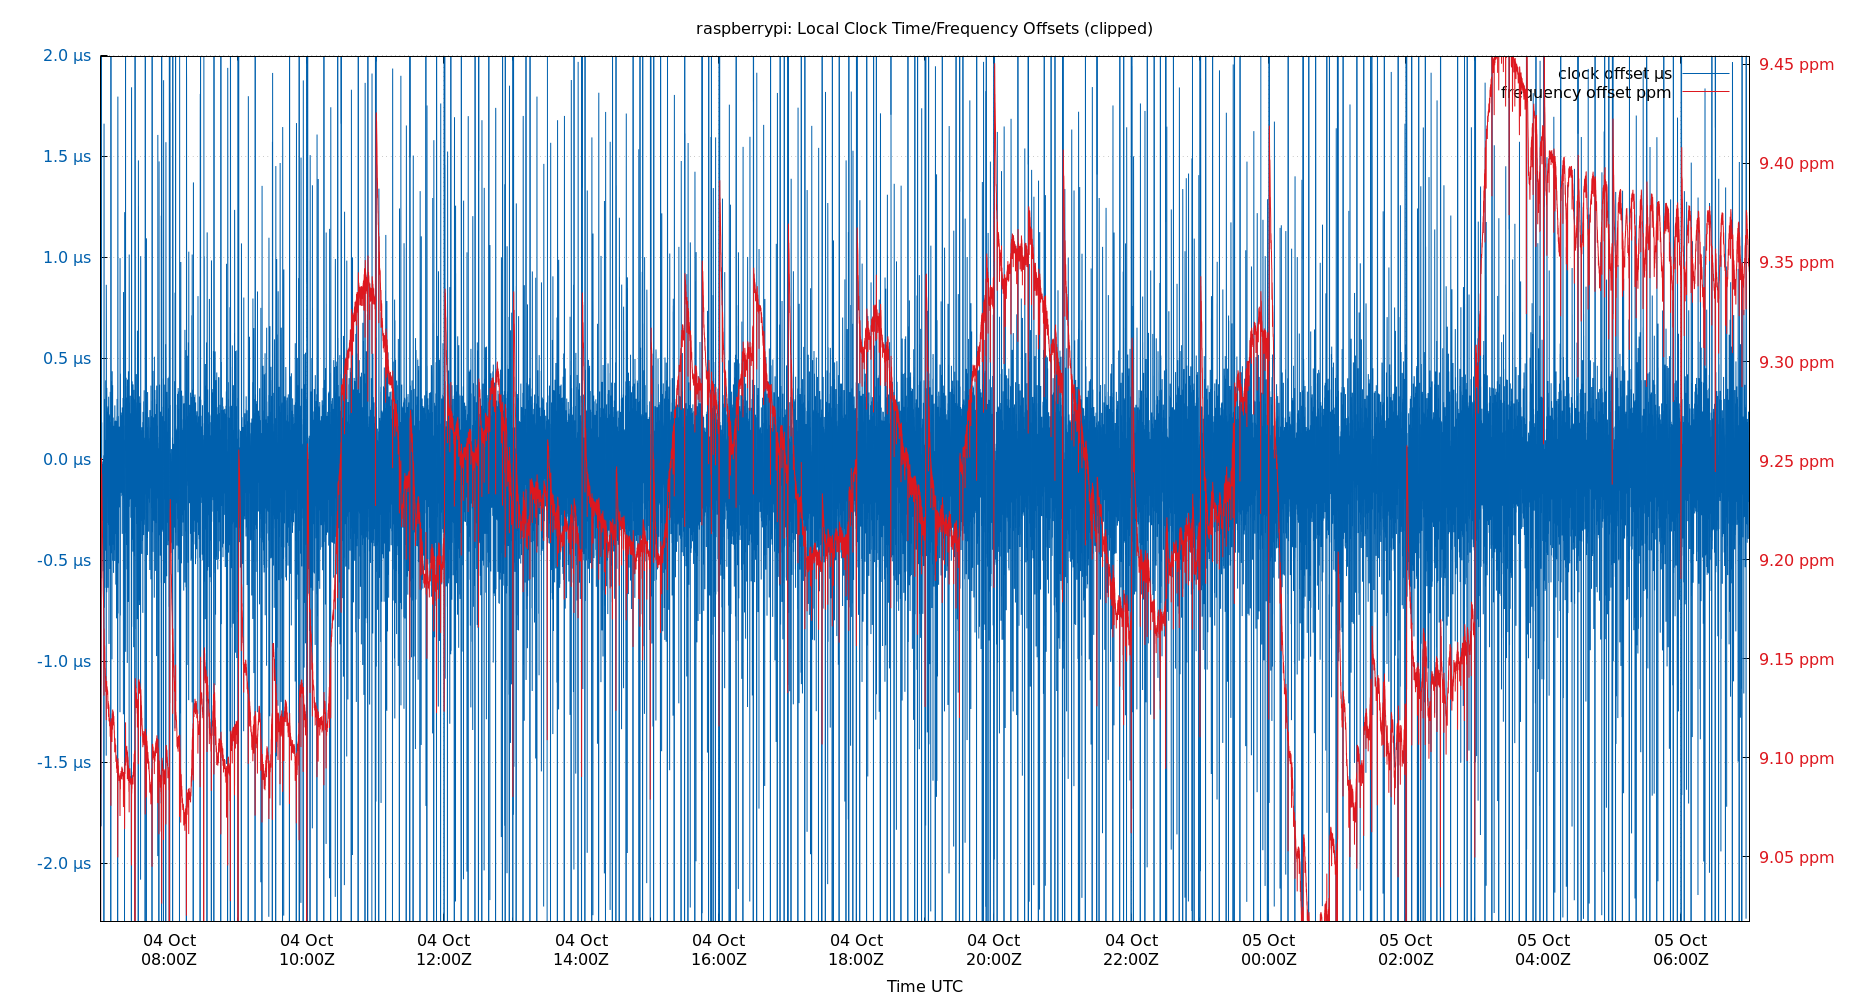 raspberrypi: Local Clock Time/Frequency Offsets (clipped)
2.0 µs
1.5 µs
1.0 µs
0.5 µs
0.0 µs
-0.5 µs
-1.0 µs
-1.5 µs
-2.0 µs
9.45 ppm
9.40 ppm
9.35 ppm
9.30 ppm
9.25 ppm
9.20 ppm
9.15 ppm
9.10 ppm
9.05 ppm
clock offset µs
frequency offset ppm
04 Oct 04 Oct 04 Oct 04 Oct 04 Oct 04 Oct 04 Oct 04 Oct 05 Oct 05 Oct 05 Oct 05 Oct
08:00Z 10:00Z 12:00Z 14:00Z 16:00Z 18:00Z 20:00Z 22:00Z 00:00Z 02:00Z 04:00Z 06:00Z
Time UTC